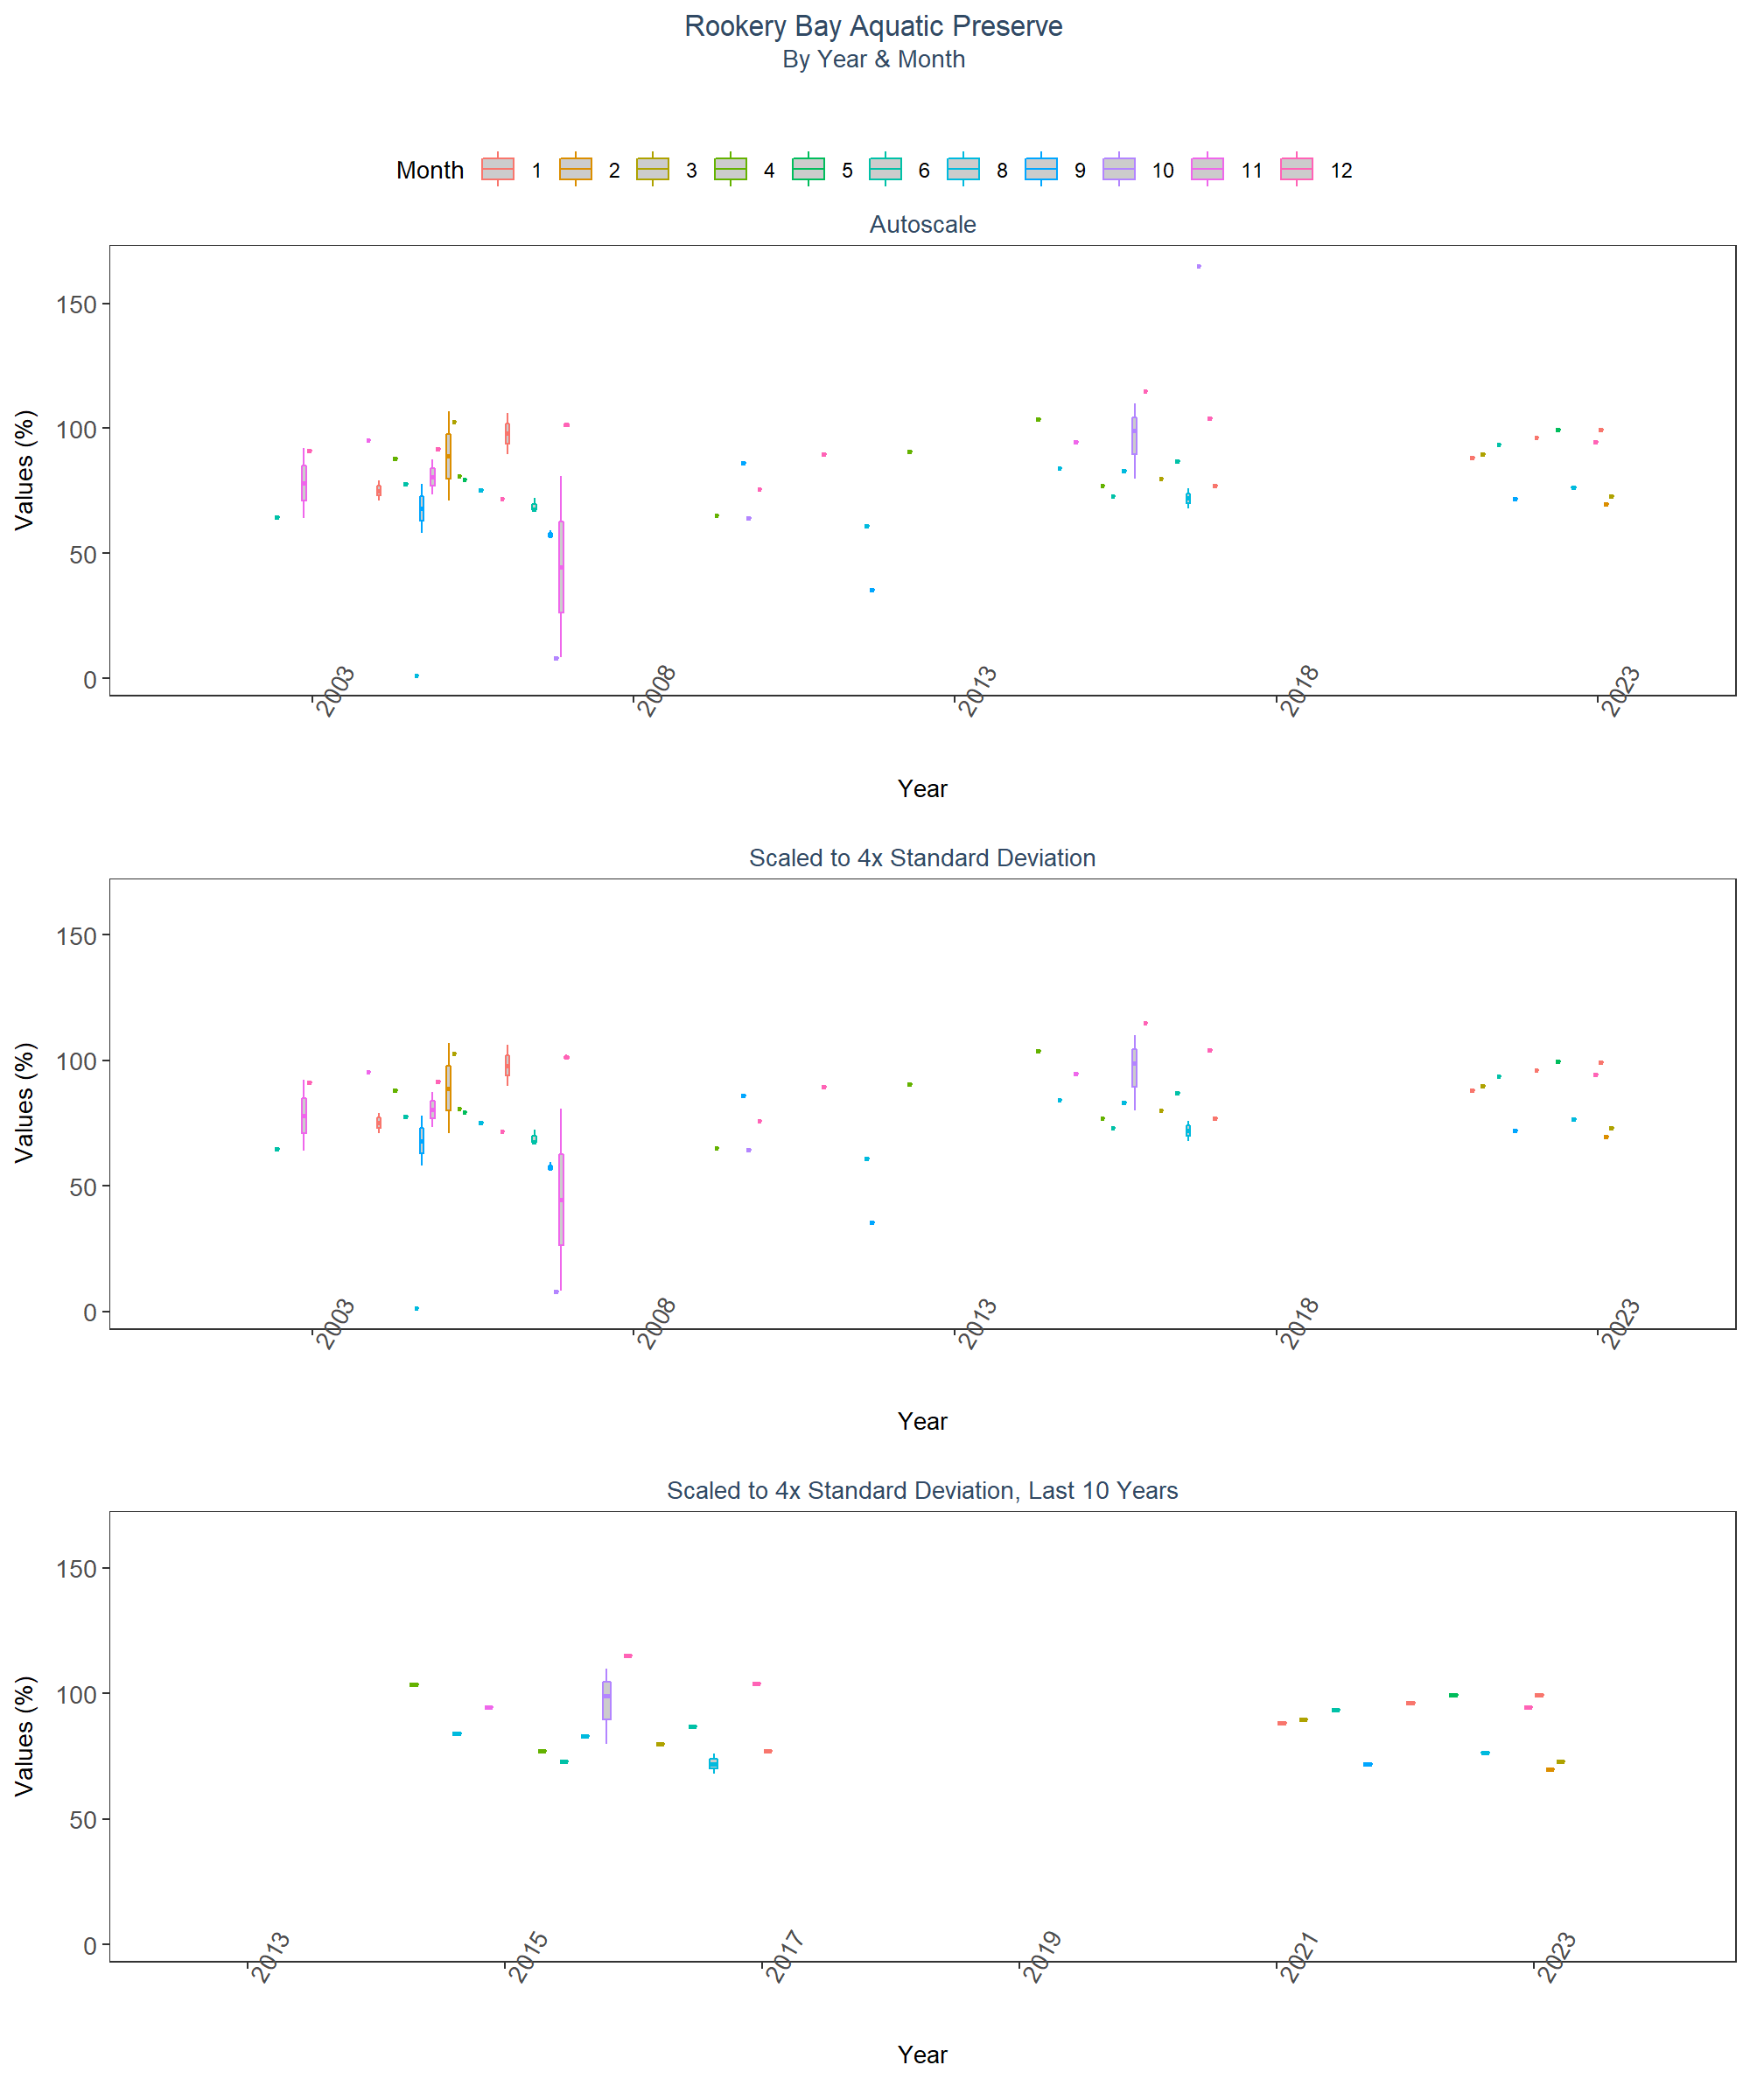 Rookery Bay Aquatic Preserve
By Year & Month
Month 1 2 3 4 5 6 8 9 10 11 12
Autoscale
Values (%)
150
100
50
0
2003 2008 2013 2018 2023
Year
Scaled to 4x Standard Deviation
Values (%)
150
100
50
0
2003 2008 2013 2018 2023
Year
Scaled to 4x Standard Deviation, Last 10 Years
Values (%)
150
100
50
0
2013 2015 2017 2019 2021 2023
Year